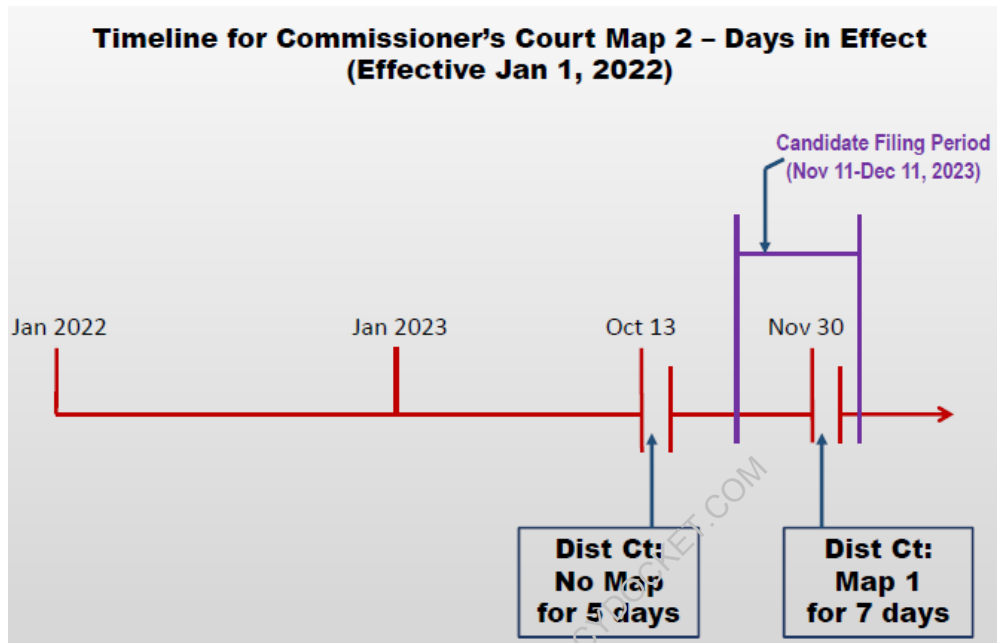 Timeline for Commissioner's Court Map 2 – Days in Effect
(Effective Jan 1, 2022)
Candidate Filing Period
(Nov 11-Dec 11, 2023)
Jan 2022
Jan 2023
Oct 13
Nov 30
Dist Ct:
No Map
for 5 days
Dist Ct:
Map 1
for 7 days
CYDOCKET.COM